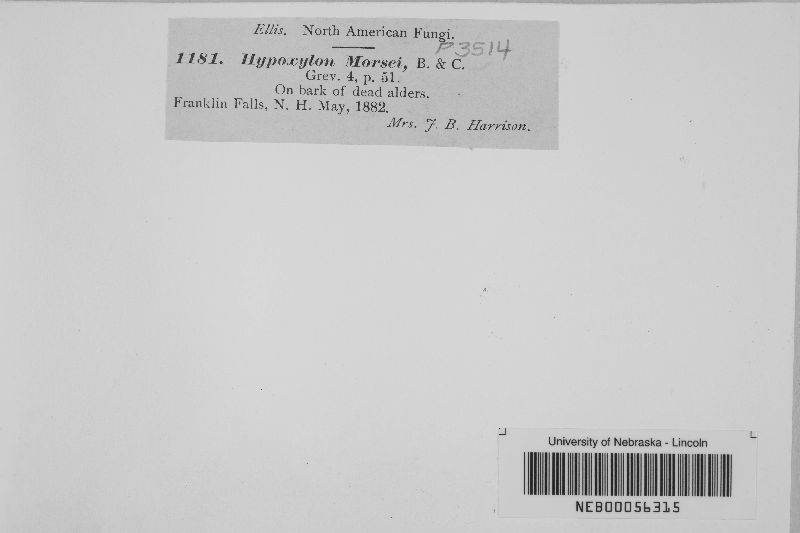 Ellis. North American Fungi.
P3514
1181. Hypoxylon Morsei, B. & C.
Grev. 4, p. 51.
On bark of dead alders.
Franklin Falls, N. H. May, 1882.
Mrs. J. B. Harrison.
University of Nebraska - Lincoln
NEB00056315